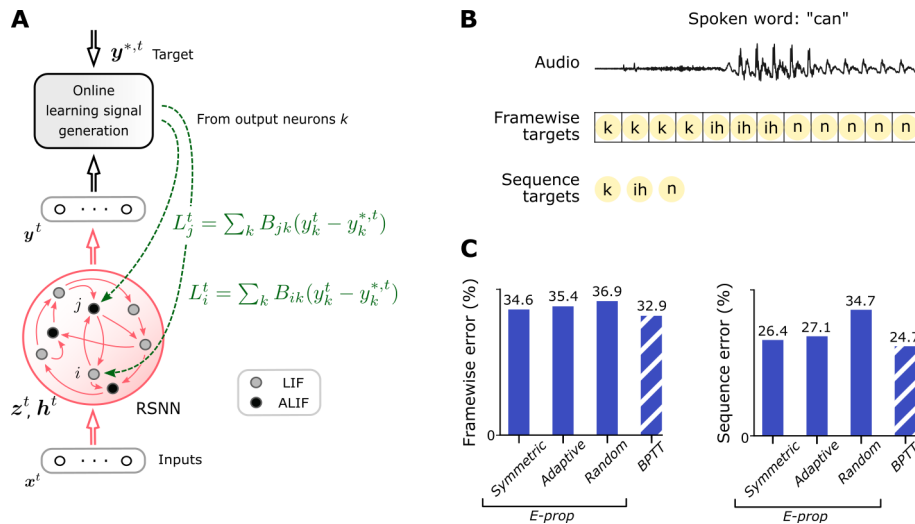 A
y*,t Target
Online
learning signal
generation
From output neurons k
y^t
L_j^t = ∑_k B_jk(y_k^t − y_k^*,t)
L_i^t = ∑_k B_ik(y_k^t − y_k^*,t)
j
i
z^t, h^t
RSNN
LIF
ALIF
x^t
Inputs
B
Spoken word: "can"
Audio
Framewise
targets
k k k k ih ih ih n n n n n
Sequence
targets
k ih n
C
Framewise error (%)
34.6 35.4 36.9 32.9
0
Symmetric Adaptive Random BPTT
E-prop
Sequence error (%)
26.4 27.1 34.7 24.7
0
Symmetric Adaptive Random BPTT
E-prop